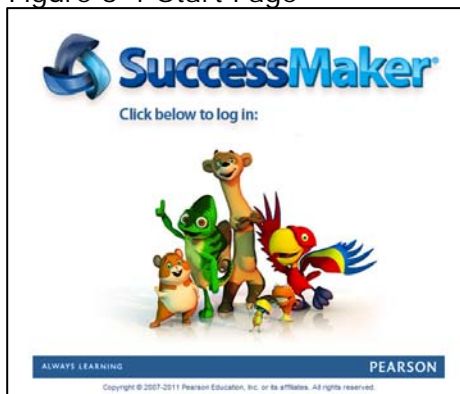 Figure 3-1 Start Page
SuccessMaker®
Click below to log in:
ALWAYS LEARNING
PEARSON
Copyright © 2007-2011 Pearson Education, Inc. or its affiliates. All rights reserved.